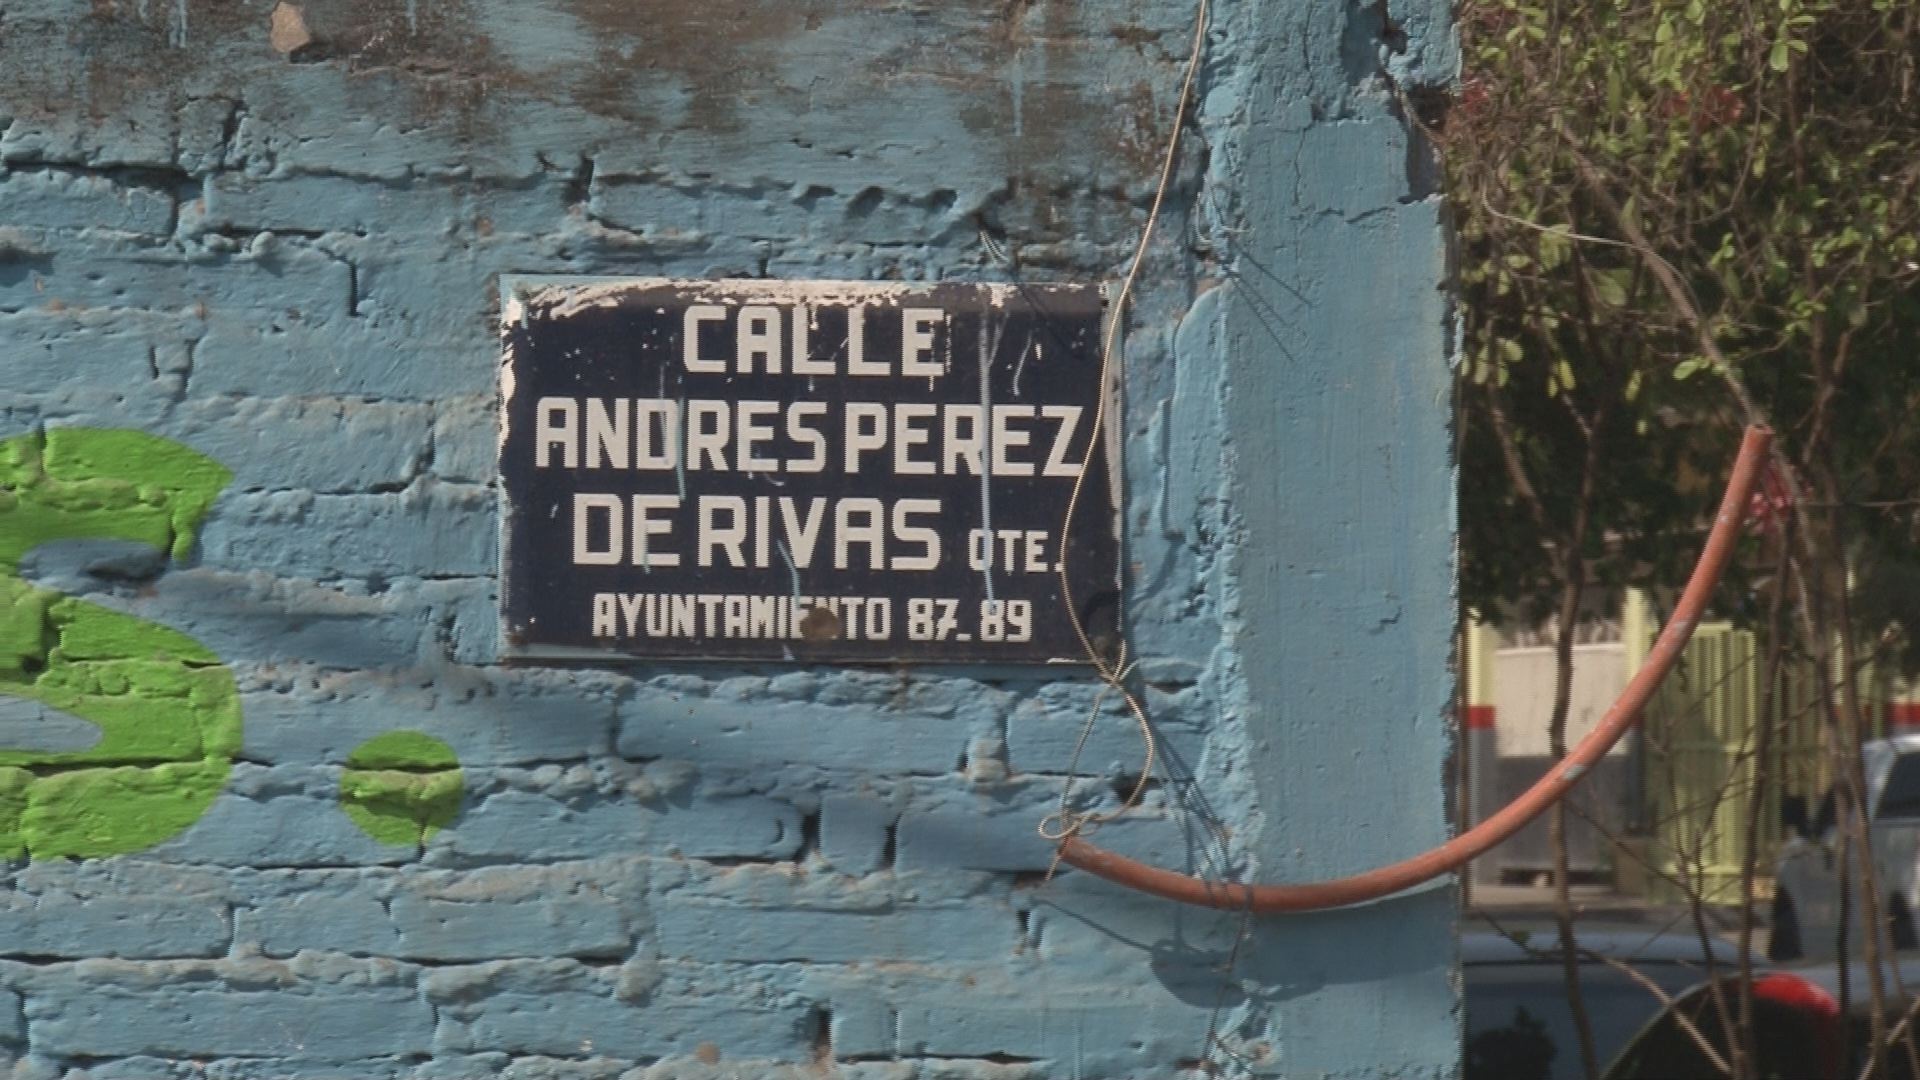 CALLE
ANDRES PEREZ
DE RIVAS OTE.
AYUNTAMIENTO 87-89
S.